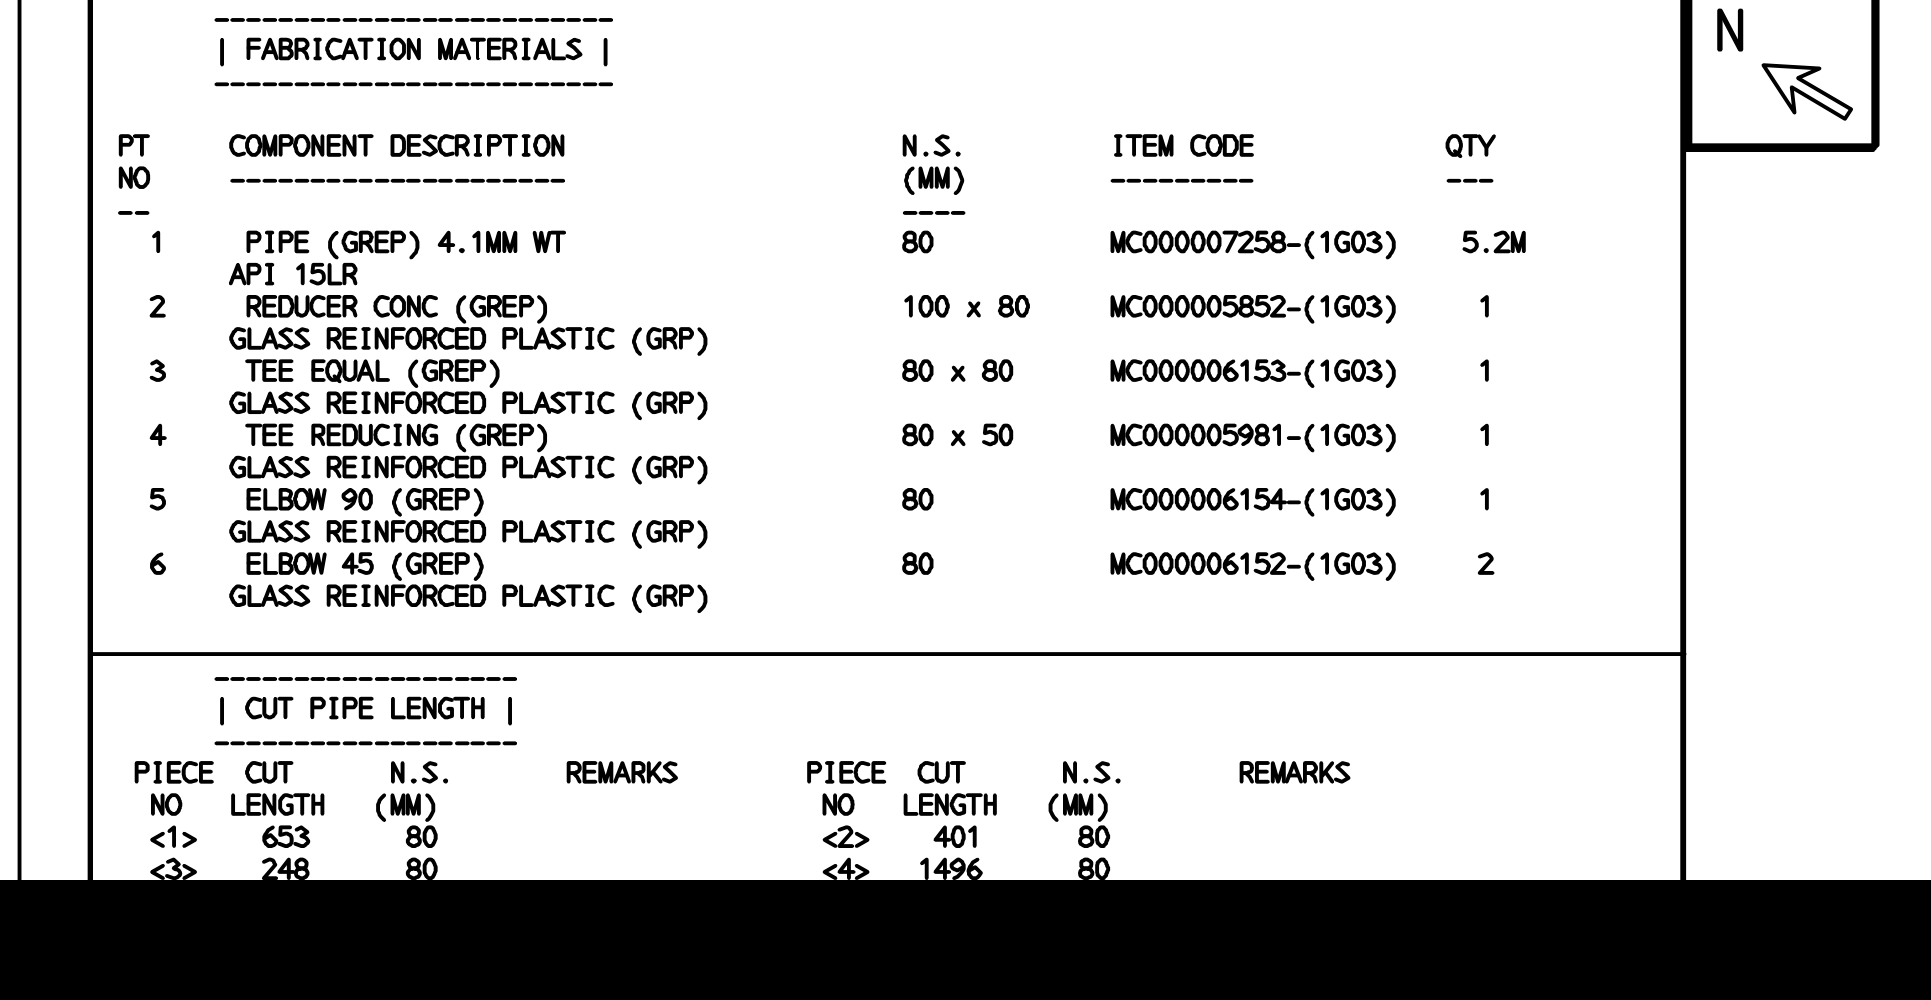 | FABRICATION MATERIALS |
N
PT COMPONENT DESCRIPTION N.S. ITEM CODE QTY
NO --------------------- (MM) --------- ---
-- ----
1 PIPE (GREP) 4.1MM WT 80 MC000007258-(1G03) 5.2M
API 15LR
2 REDUCER CONC (GREP) 100 x 80 MC000005852-(1G03) 1
GLASS REINFORCED PLASTIC (GRP)
3 TEE EQUAL (GREP) 80 x 80 MC000006153-(1G03) 1
GLASS REINFORCED PLASTIC (GRP)
4 TEE REDUCING (GREP) 80 x 50 MC000005981-(1G03) 1
GLASS REINFORCED PLASTIC (GRP)
5 ELBOW 90 (GREP) 80 MC000006154-(1G03) 1
GLASS REINFORCED PLASTIC (GRP)
6 ELBOW 45 (GREP) 80 MC000006152-(1G03) 2
GLASS REINFORCED PLASTIC (GRP)
| CUT PIPE LENGTH |
PIECE CUT N.S. REMARKS PIECE CUT N.S. REMARKS
NO LENGTH (MM) NO LENGTH (MM)
<1> 653 80 <2> 401 80
<3> 248 80 <4> 1496 80